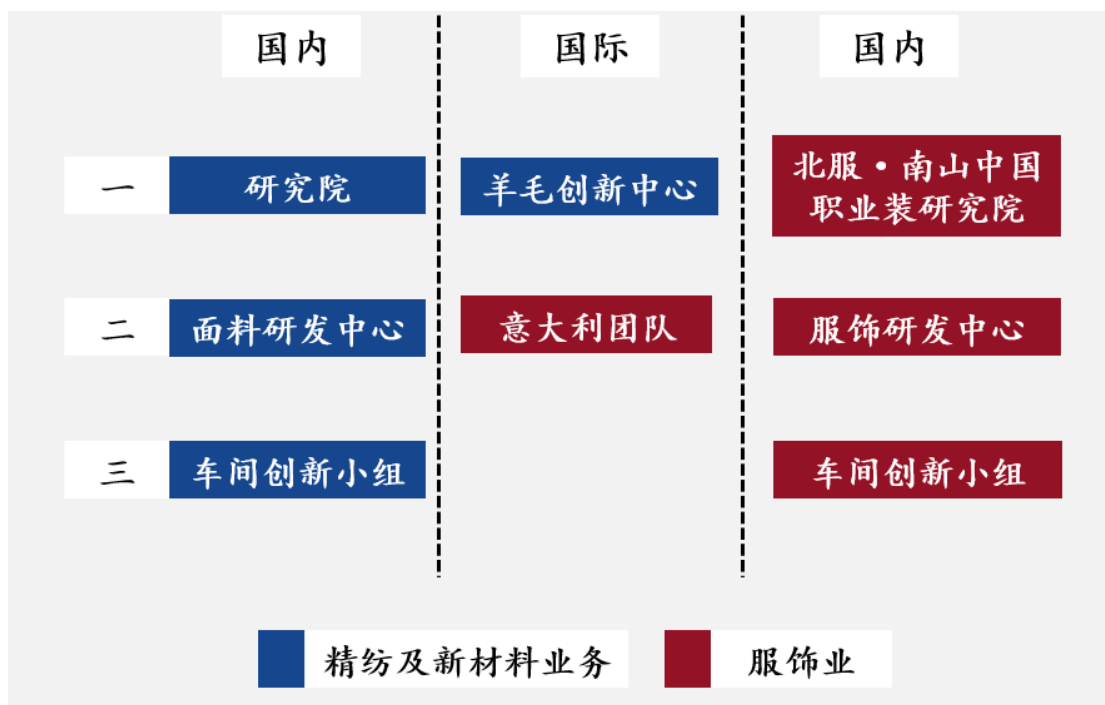 国内
国际
国内
一
研究院
羊毛创新中心
北服·南山中国
职业装研究院
二
面料研发中心
意大利团队
服饰研发中心
三
车间创新小组
车间创新小组
精纺及新材料业务
服饰业